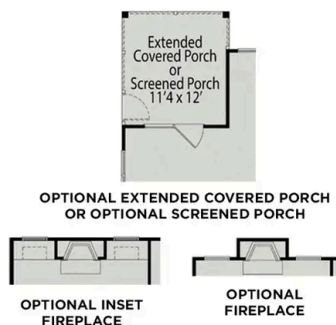 Extended
Covered Porch
or
Screened Porch
11'4 x 12'
OPTIONAL EXTENDED COVERED PORCH
OR OPTIONAL SCREENED PORCH
OPTIONAL INSET
FIREPLACE
OPTIONAL
FIREPLACE